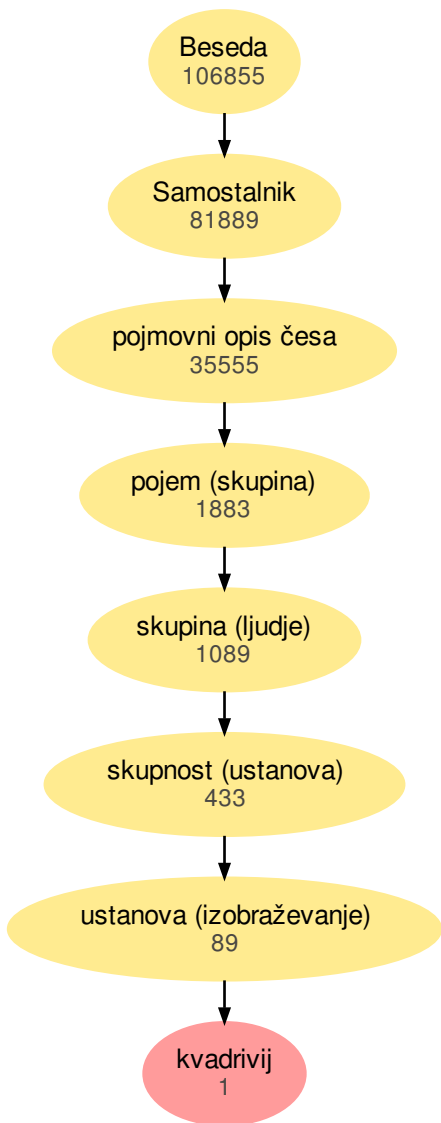 Beseda
106855
Samostalnik
81889
pojmovni opis česa
35555
pojem (skupina)
1883
skupina (ljudje)
1089
skupnost (ustanova)
433
ustanova (izobraževanje)
89
kvadrivij
1